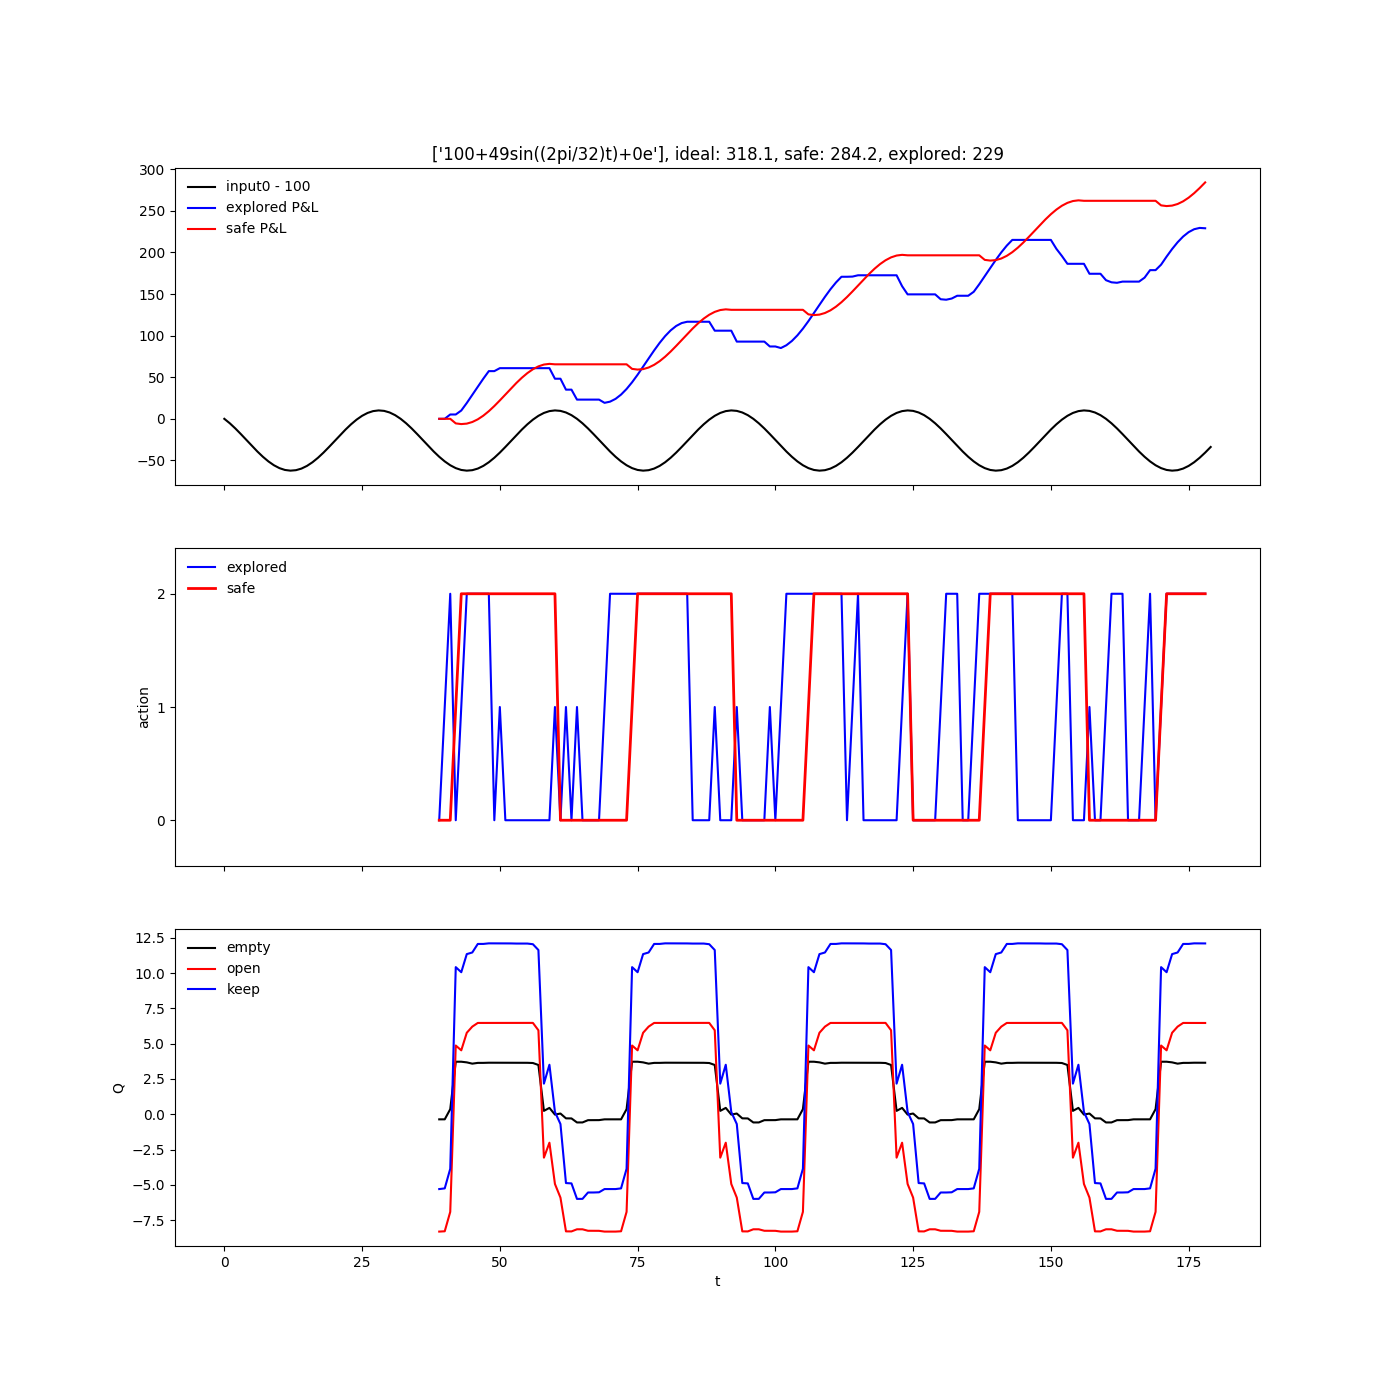 ['100+49sin((2pi/32)t)+0e'], ideal: 318.1, safe: 284.2, explored: 229
300
250
200
150
100
50
0
−50
input0 - 100
explored P&L
safe P&L
action
2
1
0
explored
safe
Q
12.5
10.0
7.5
5.0
2.5
0.0
−2.5
−5.0
−7.5
empty
open
keep
0 25 50 75 100 125 150 175
t